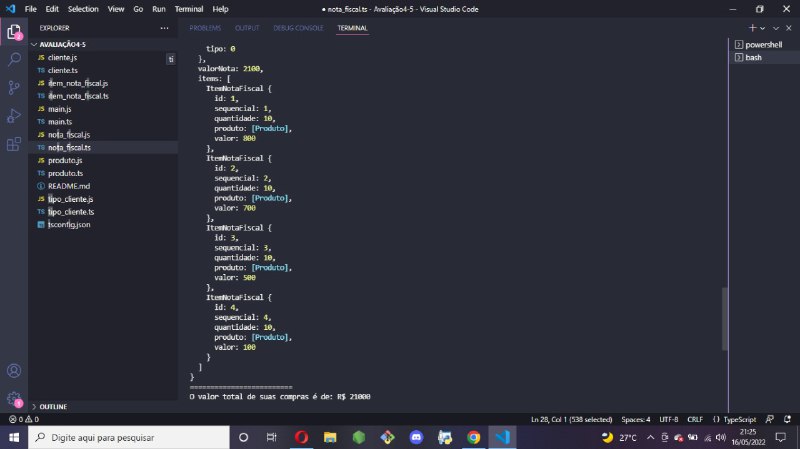 File Edit Selection View Go Run Terminal Help
● nota_fiscal.ts - Avaliação4-5 - Visual Studio Code
EXPLORER
PROBLEMS OUTPUT DEBUG CONSOLE TERMINAL
AVALIAÇÃO4-5
JS cliente.js
ti
TS cliente.ts
JS item_nota_fiscal.js
TS item_nota_fiscal.ts
JS main.js
TS main.ts
JS nota_fiscal.js
TS nota_fiscal.ts
JS produto.js
TS produto.ts
README.md
JS tipo_cliente.js
TS tipo_cliente.ts
tsconfig.json
OUTLINE
tipo: 0
},
valorNota: 2100,
items: [
ItemNotaFiscal {
id: 1,
sequencial: 1,
quantidade: 10,
produto: [Produto],
valor: 800
},
ItemNotaFiscal {
id: 2,
sequencial: 2,
quantidade: 10,
produto: [Produto],
valor: 700
},
ItemNotaFiscal {
id: 3,
sequencial: 3,
quantidade: 10,
produto: [Produto],
valor: 500
},
ItemNotaFiscal {
id: 4,
sequencial: 4,
quantidade: 10,
produto: [Produto],
valor: 100
}
]
}
=========================
O valor total de suas compras é de: R$ 21000
powershell
bash
0 0
Ln 28, Col 1 (538 selected) Spaces: 4 UTF-8 CRLF {} TypeScript
Digite aqui para pesquisar
27°C
21:25
16/05/2022